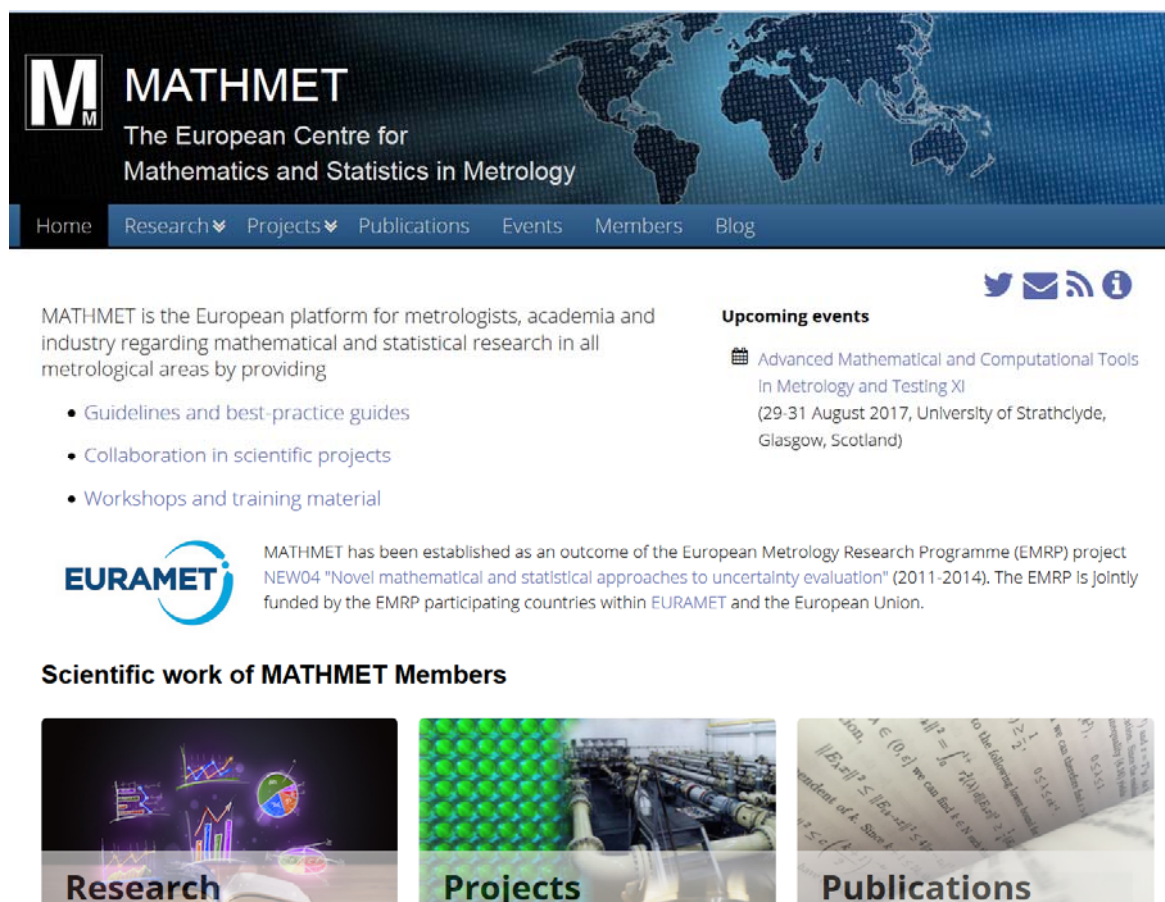 MM
MATHMET
The European Centre for
Mathematics and Statistics in Metrology
Home Research Projects Publications Events Members Blog
MATHMET is the European platform for metrologists, academia and
industry regarding mathematical and statistical research in all
metrological areas by providing
• Guidelines and best-practice guides
• Collaboration in scientific projects
• Workshops and training material
Upcoming events
Advanced Mathematical and Computational Tools
in Metrology and Testing XI
(29-31 August 2017, University of Strathclyde,
Glasgow, Scotland)
EURAMET
MATHMET has been established as an outcome of the European Metrology Research Programme (EMRP) project
NEW04 "Novel mathematical and statistical approaches to uncertainty evaluation" (2011-2014). The EMRP is jointly
funded by the EMRP participating countries within EURAMET and the European Union.
Scientific work of MATHMET Members
Research
Projects
Publications